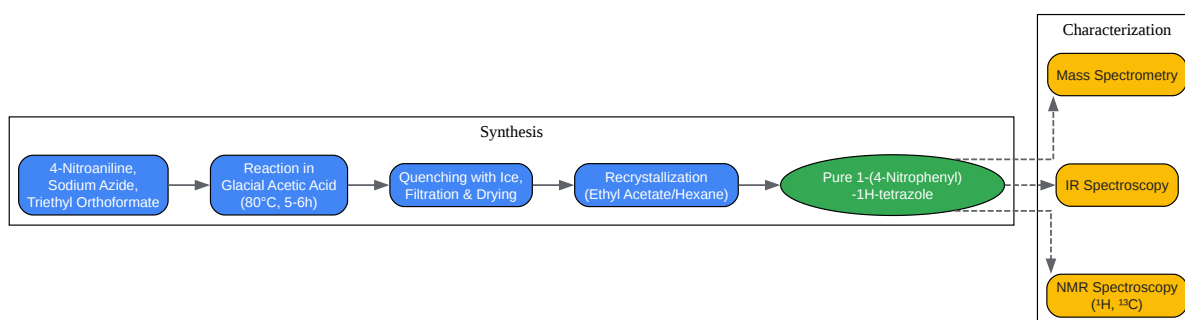 Synthesis
4-Nitroaniline,
Sodium Azide,
Triethyl Orthoformate
Reaction in
Glacial Acetic Acid
(80°C, 5-6h)
Quenching with Ice,
Filtration & Drying
Recrystallization
(Ethyl Acetate/Hexane)
Pure 1-(4-Nitrophenyl)
-1H-tetrazole
Characterization
Mass Spectrometry
IR Spectroscopy
NMR Spectroscopy
(¹H, ¹³C)